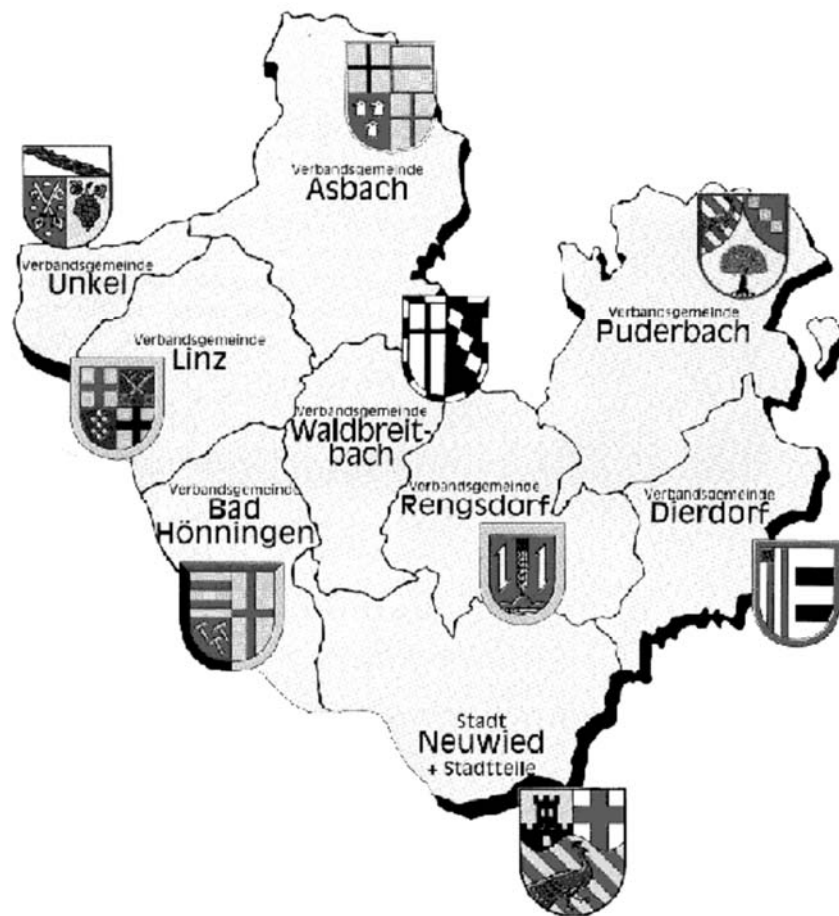 Verbandsgemeinde
Asbach
Verbandsgemeinde
Unkel
Verbandsgemeinde
Linz
Verbandsgemeinde
Puderbach
Verbandsgemeinde
Waldbreit-
bach
Verbandsgemeinde
Bad
Hönningen
Verbandsgemeinde
Rengsdorf
Verbandsgemeinde
Dierdorf
Stadt
Neuwied
+ Stadtteile